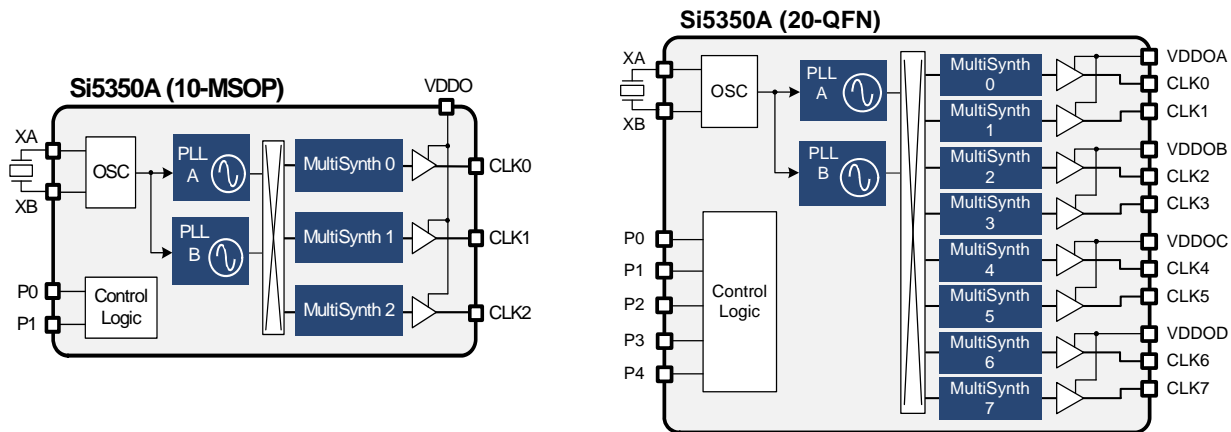 Si5350A (10-MSOP)
VDDO
XA
XB
OSC
PLL
A
PLL
B
MultiSynth 0
MultiSynth 1
MultiSynth 2
CLK0
CLK1
CLK2
P0
P1
Control
Logic
Si5350A (20-QFN)
XA
XB
OSC
PLL
A
PLL
B
P0
P1
P2
P3
P4
Control
Logic
MultiSynth
0
MultiSynth
1
MultiSynth
2
MultiSynth
3
MultiSynth
4
MultiSynth
5
MultiSynth
6
MultiSynth
7
VDDOA
CLK0
CLK1
VDDOB
CLK2
CLK3
VDDOC
CLK4
CLK5
VDDOD
CLK6
CLK7